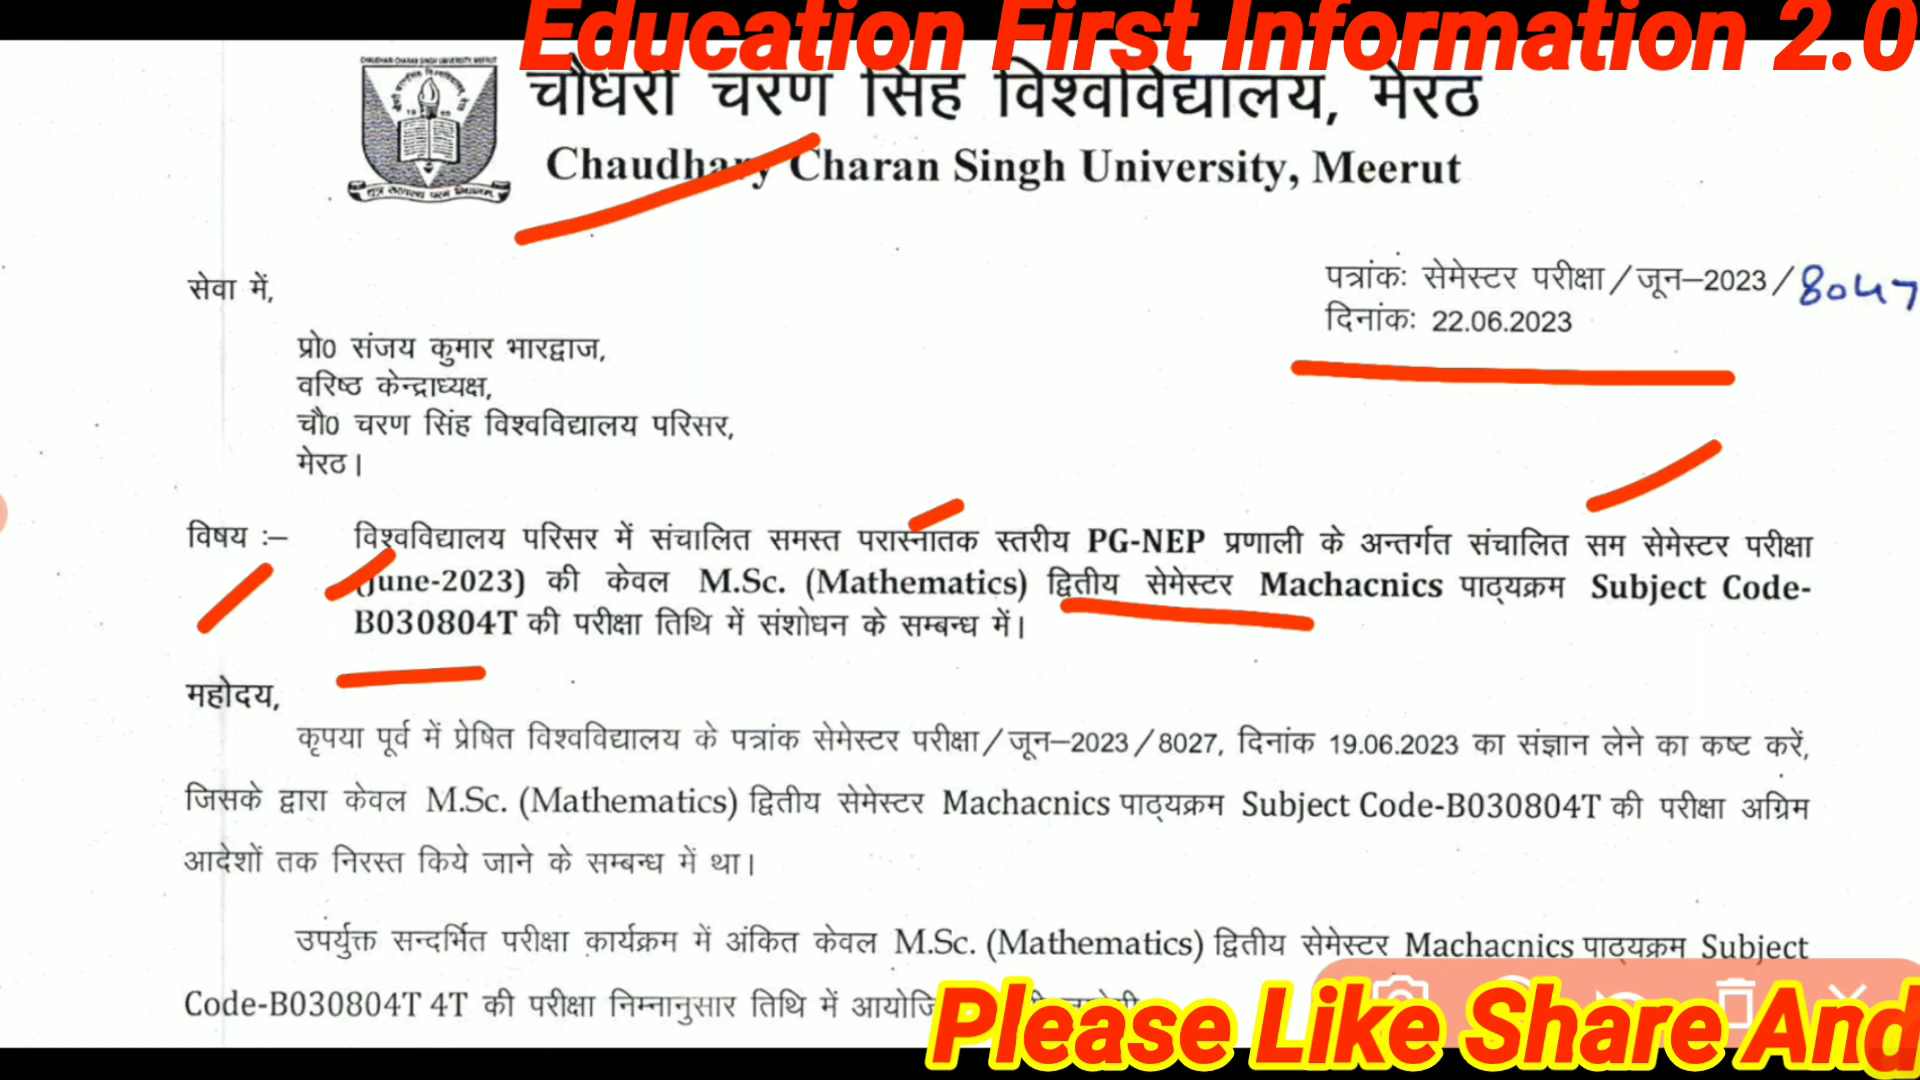 Education First Information 2.0
CHAUDHARI CHARAN SINGH UNIVERSITY, MEERUT
चौधरी चरण सिंह विश्वविद्यालय, मेरठ
Chaudhary Charan Singh University, Meerut
पत्रांकः सेमेस्टर परीक्षा/जून–2023/8047
सेवा में,
दिनांकः 22.06.2023
प्रो0 संजय कुमार भारद्वाज,
वरिष्ठ केन्द्राध्यक्ष,
चौ0 चरण सिंह विश्वविद्यालय परिसर,
मेरठ।
विषय :– विश्वविद्यालय परिसर में संचालित समस्त परास्नातक स्तरीय PG-NEP प्रणाली के अन्तर्गत संचालित सम सेमेस्टर परीक्षा
(June-2023) की केवल M.Sc. (Mathematics) द्वितीय सेमेस्टर Machacnics पाठ्यक्रम Subject Code-
B030804T की परीक्षा तिथि में संशोधन के सम्बन्ध में।
महोदय,
कृपया पूर्व में प्रेषित विश्वविद्यालय के पत्रांक सेमेस्टर परीक्षा/जून–2023/8027, दिनांक 19.06.2023 का संज्ञान लेने का कष्ट करें,
जिसके द्वारा केवल M.Sc. (Mathematics) द्वितीय सेमेस्टर Machacnics पाठ्यक्रम Subject Code-B030804T की परीक्षा अग्रिम
आदेशों तक निरस्त किये जाने के सम्बन्ध में था।
उपर्युक्त सन्दर्भित परीक्षा कार्यक्रम में अंकित केवल M.Sc. (Mathematics) द्वितीय सेमेस्टर Machacnics पाठ्यक्रम Subject
Code-B030804T 4T की परीक्षा निम्नानुसार तिथि में
Please Like Share And